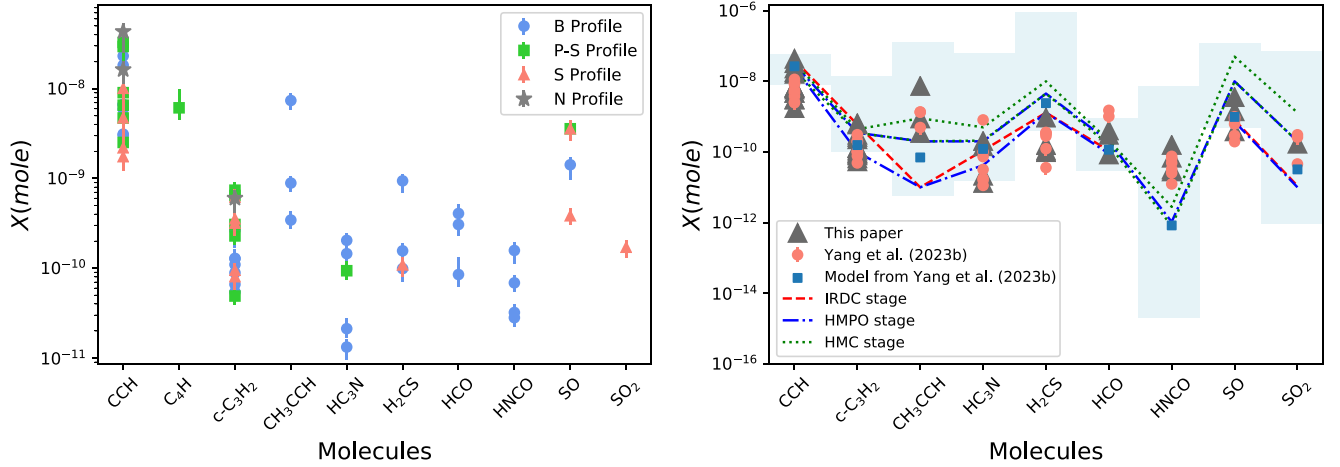 10⁻⁸
10⁻⁹
10⁻¹⁰
10⁻¹¹
X(mole)
B Profile
P-S Profile
S Profile
N Profile
CCH
C₄H
c-C₃H₂
CH₃CCH
HC₃N
H₂CS
HCO
HNCO
SO
SO₂
Molecules
10⁻⁶
10⁻⁸
10⁻¹⁰
10⁻¹²
10⁻¹⁴
10⁻¹⁶
X(mole)
This paper
Yang et al. (2023b)
Model from Yang et al. (2023b)
IRDC stage
HMPO stage
HMC stage
CCH
c-C₃H₂
CH₃CCH
HC₃N
H₂CS
HCO
HNCO
SO
SO₂
Molecules